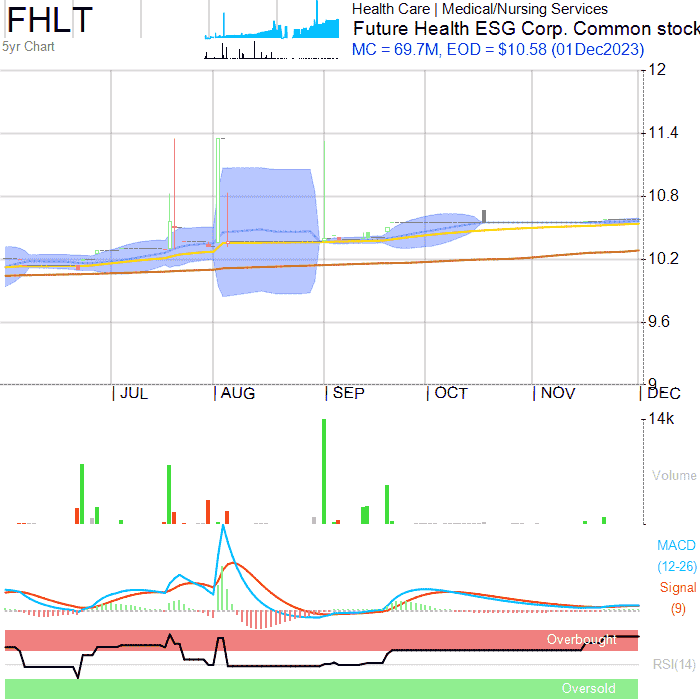 FHLT
5yr Chart
Health Care | Medical/Nursing Services
Future Health ESG Corp. Common stock
MC = 69.7M, EOD = $10.58 (01Dec2023)
12
11.4
10.8
10.2
9.6
9
JUL AUG SEP OCT NOV DEC
14k
Volume
MACD
(12-26)
Signal
(9)
Overbought
RSI(14)
Oversold